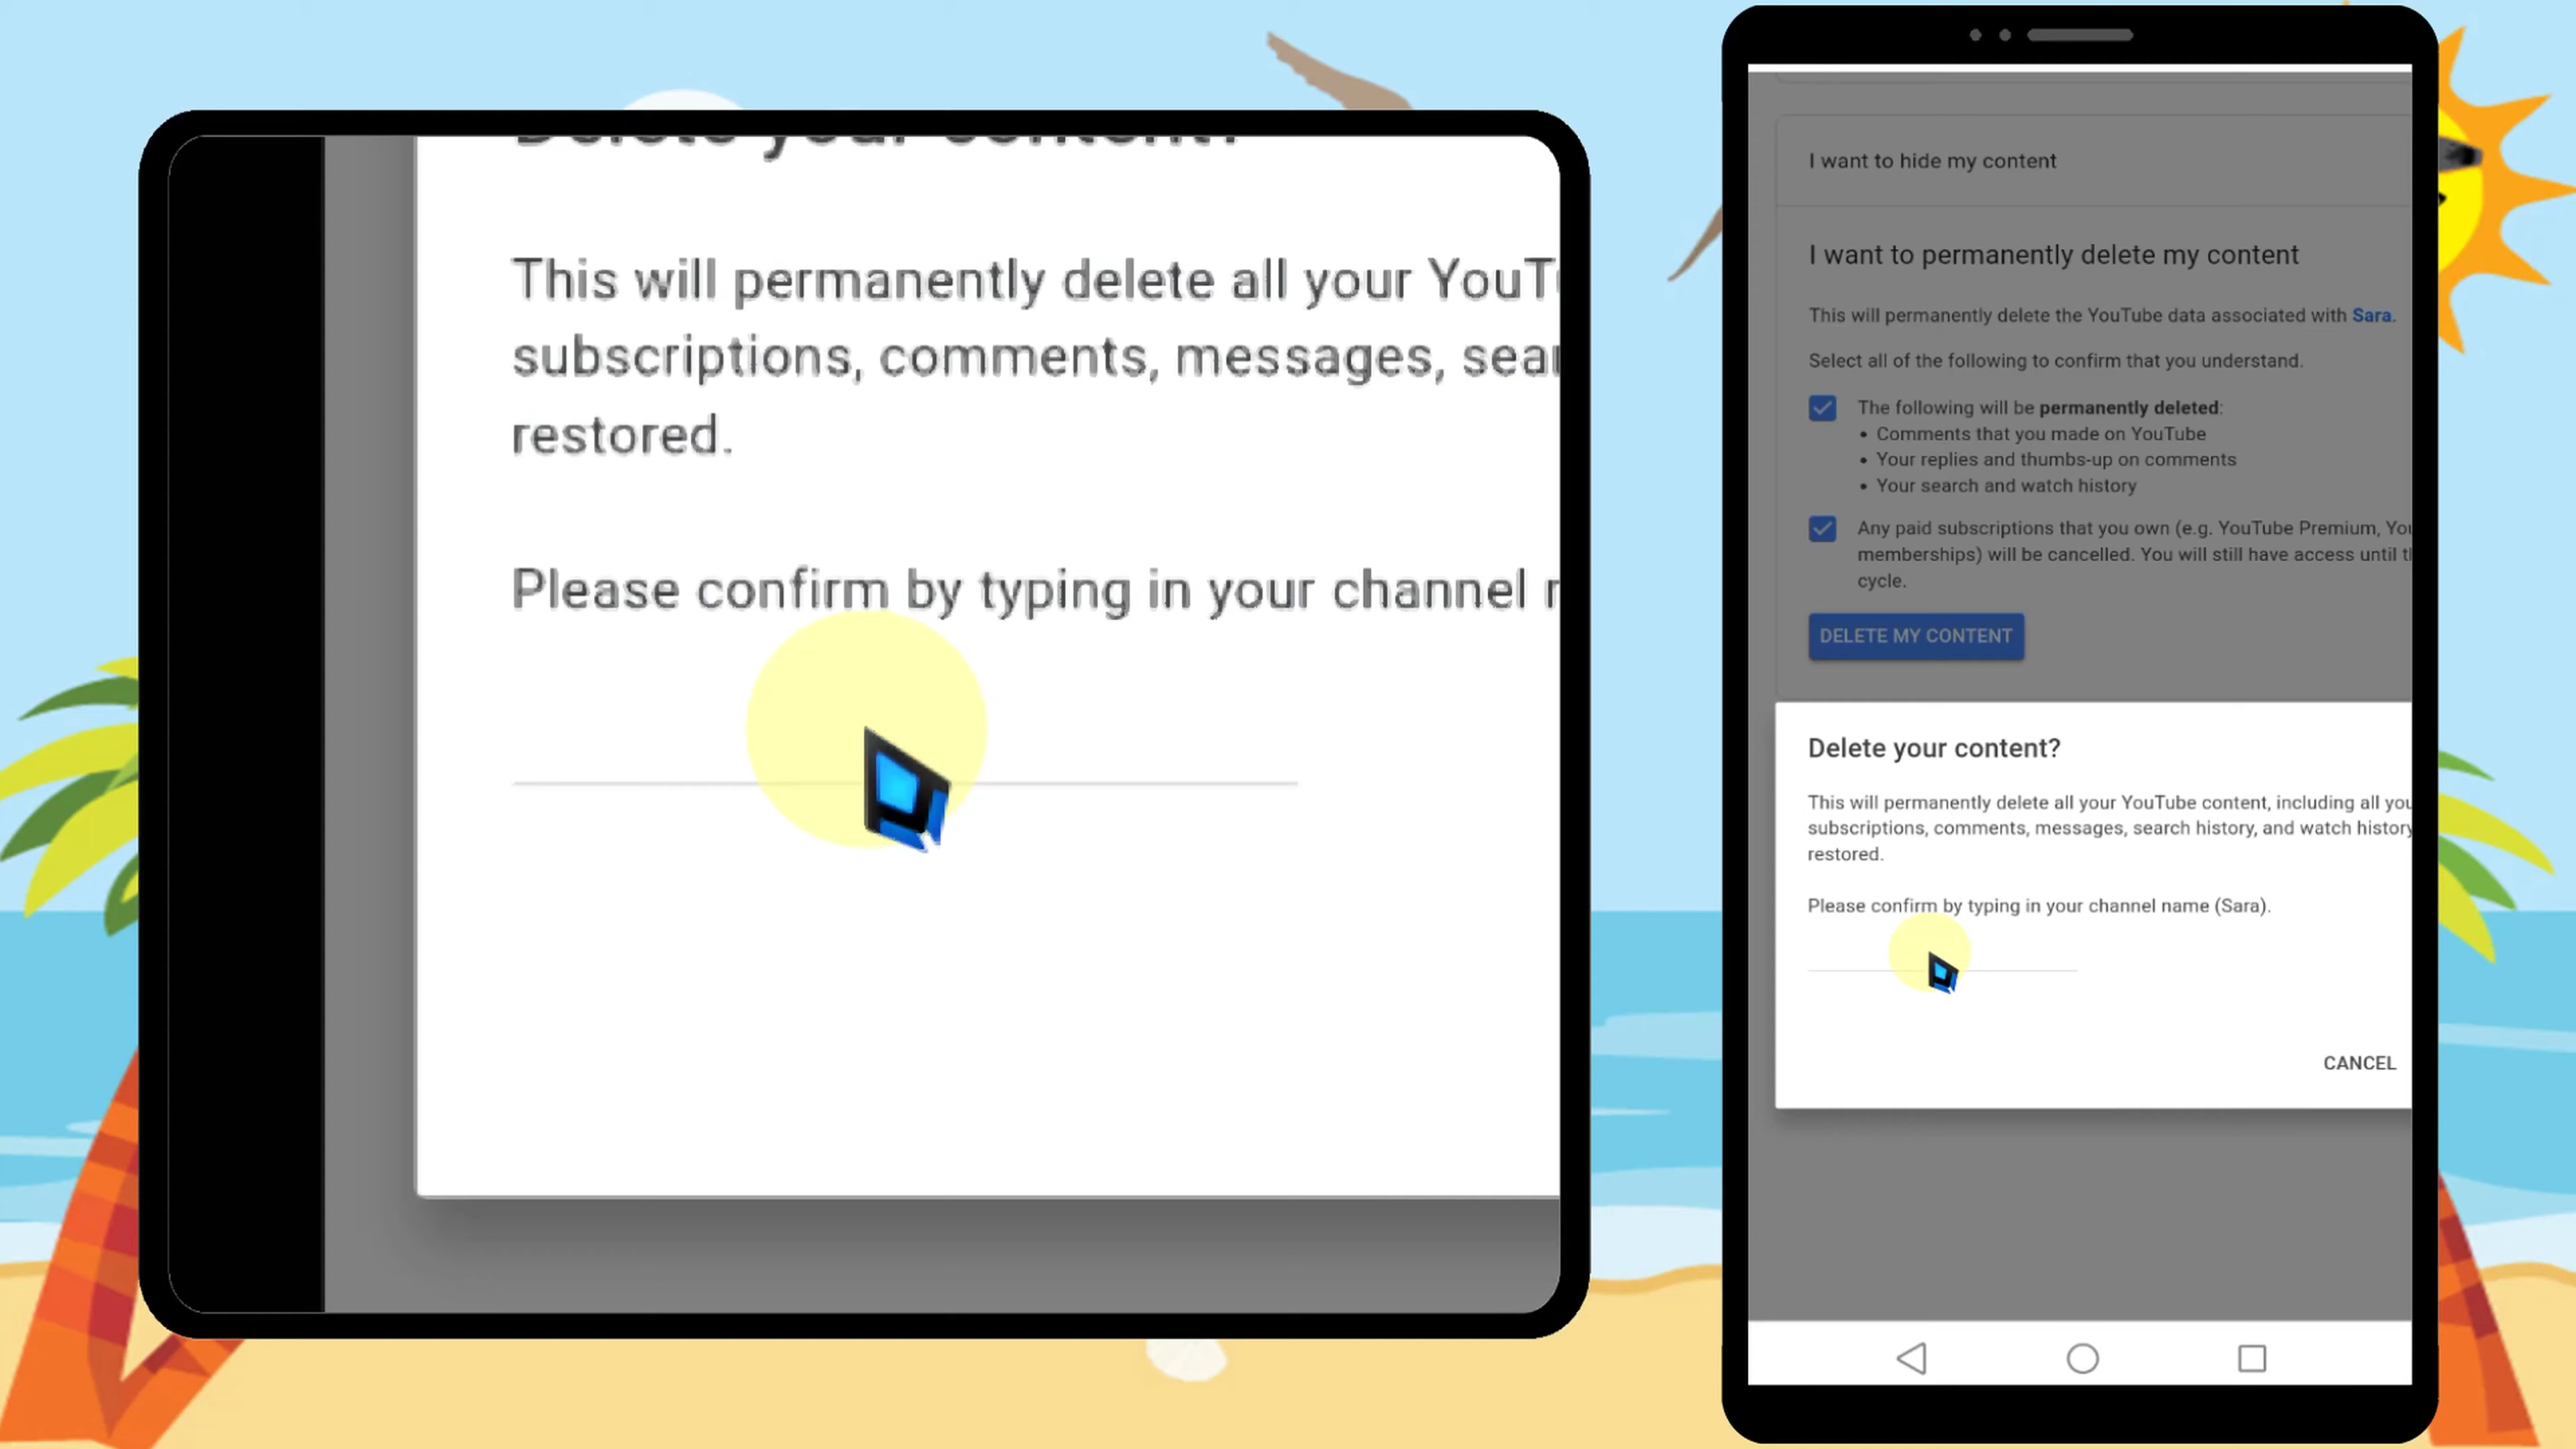 Delete your content?
This will permanently delete all your YouT
subscriptions, comments, messages, sear
restored.
Please confirm by typing in your channel
I want to hide my content
I want to permanently delete my content
This will permanently delete the YouTube data associated with Sara.
Select all of the following to confirm that you understand.
The following will be permanently deleted:
• Comments that you made on YouTube
• Your replies and thumbs-up on comments
• Your search and watch history
Any paid subscriptions that you own (e.g. YouTube Premium, You
memberships) will be cancelled. You will still have access until
cycle.
DELETE MY CONTENT
Delete your content?
This will permanently delete all your YouTube content, including all you
subscriptions, comments, messages, search history, and watch history
restored.
Please confirm by typing in your channel name (Sara).
CANCEL